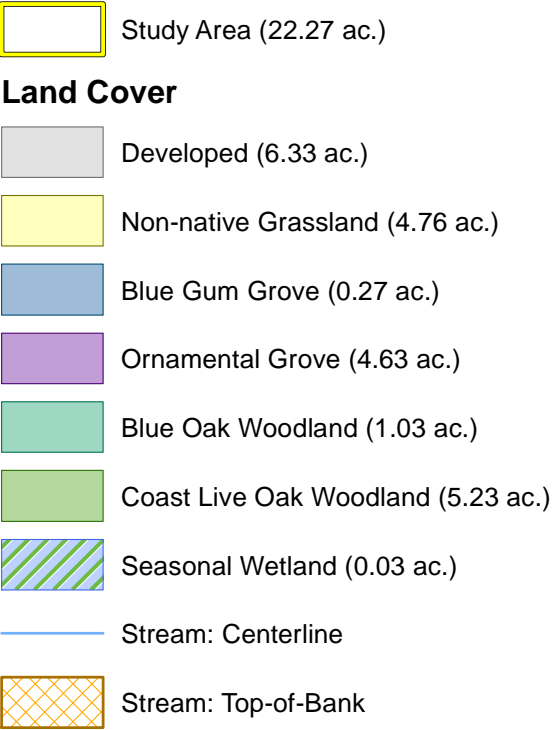 Study Area (22.27 ac.)
Land Cover
Developed (6.33 ac.)
Non-native Grassland (4.76 ac.)
Blue Gum Grove (0.27 ac.)
Ornamental Grove (4.63 ac.)
Blue Oak Woodland (1.03 ac.)
Coast Live Oak Woodland (5.23 ac.)
Seasonal Wetland (0.03 ac.)
Stream: Centerline
Stream: Top-of-Bank